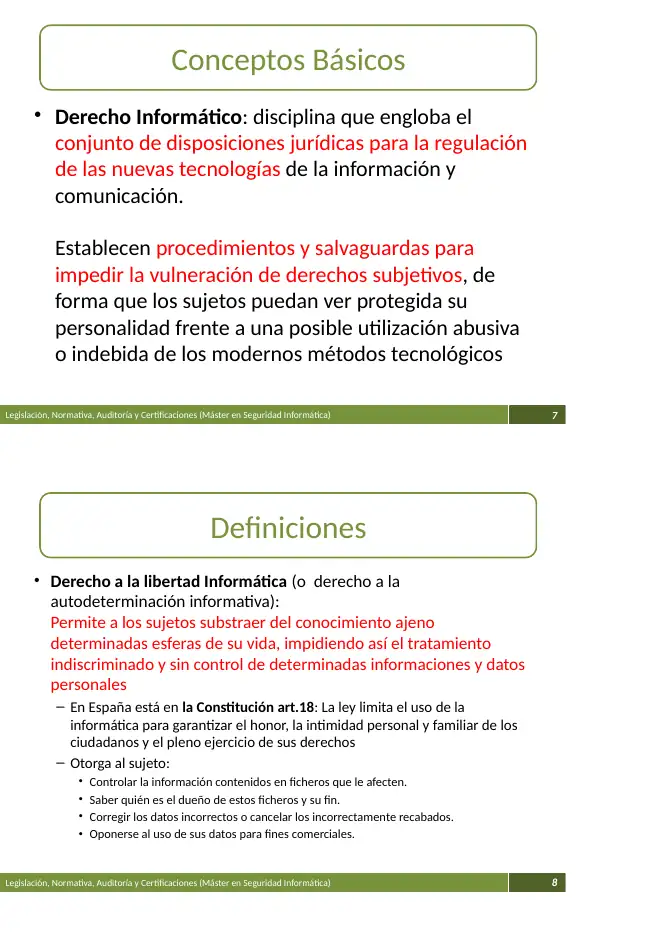 Conceptos Básicos
• Derecho Informático: disciplina que engloba el
conjunto de disposiciones jurídicas para la regulación
de las nuevas tecnologías de la información y
comunicación.
Establecen procedimientos y salvaguardas para
impedir la vulneración de derechos subjetivos, de
forma que los sujetos puedan ver protegida su
personalidad frente a una posible utilización abusiva
o indebida de los modernos métodos tecnológicos
Legislación, Normativa, Auditoría y Certificaciones (Máster en Seguridad Informática) 7
Definiciones
• Derecho a la libertad Informática (o derecho a la
autodeterminación informativa):
Permite a los sujetos substraer del conocimiento ajeno
determinadas esferas de su vida, impidiendo así el tratamiento
indiscriminado y sin control de determinadas informaciones y datos
personales
– En España está en la Constitución art.18: La ley limita el uso de la
informática para garantizar el honor, la intimidad personal y familiar de los
ciudadanos y el pleno ejercicio de sus derechos
– Otorga al sujeto:
• Controlar la información contenidos en ficheros que le afecten.
• Saber quién es el dueño de estos ficheros y su fin.
• Corregir los datos incorrectos o cancelar los incorrectamente recabados.
• Oponerse al uso de sus datos para fines comerciales.
Legislación, Normativa, Auditoría y Certificaciones (Máster en Seguridad Informática) 8